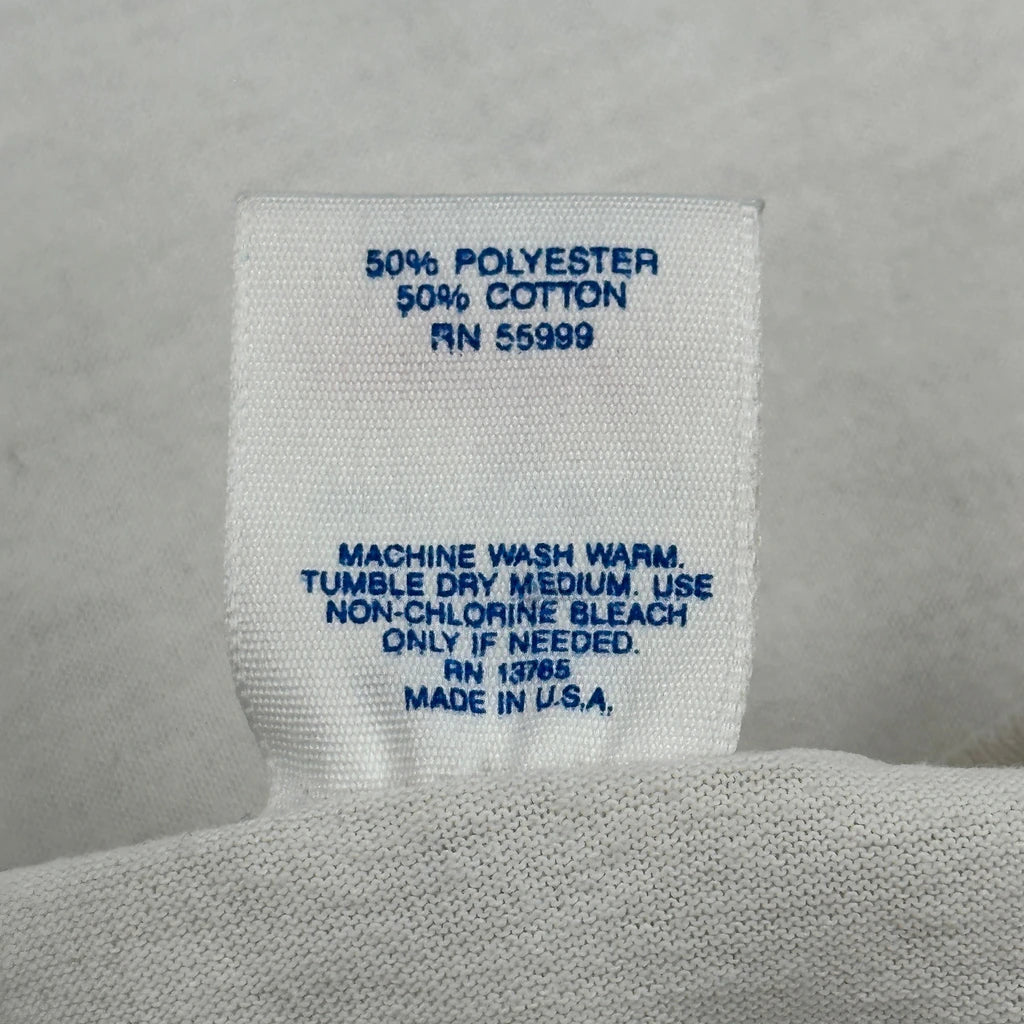 50% POLYESTER
50% COTTON
RN 55999
MACHINE WASH WARM.
TUMBLE DRY MEDIUM. USE
NON-CHLORINE BLEACH
ONLY IF NEEDED.
RN 13765
MADE IN U.S.A.